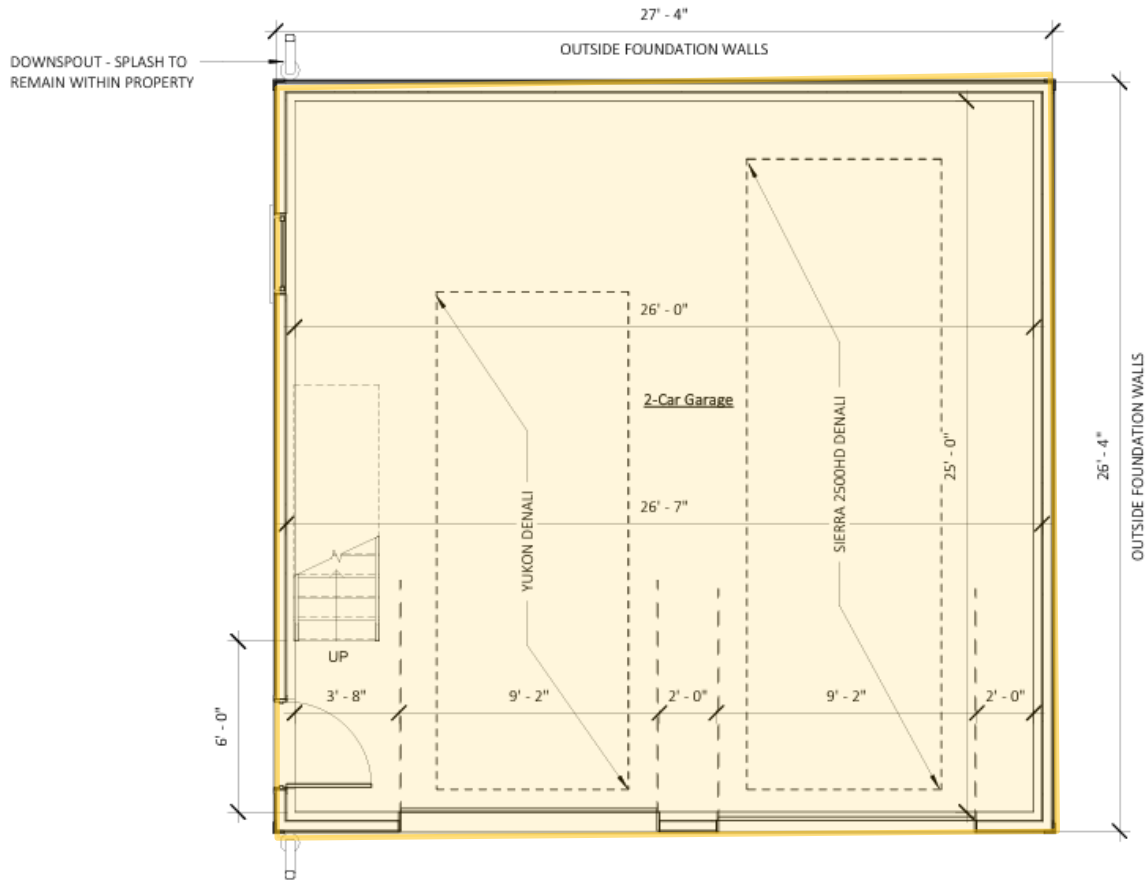 27' - 4"
OUTSIDE FOUNDATION WALLS
DOWNSPOUT - SPLASH TO
REMAIN WITHIN PROPERTY
26' - 0"
2-Car Garage
YUKON DENALI
SIERRA 2500HD DENALI
25' - 0"
26' - 4"
OUTSIDE FOUNDATION WALLS
26' - 7"
UP
3' - 8"
9' - 2"
2' - 0"
9' - 2"
2' - 0"
6' - 0"